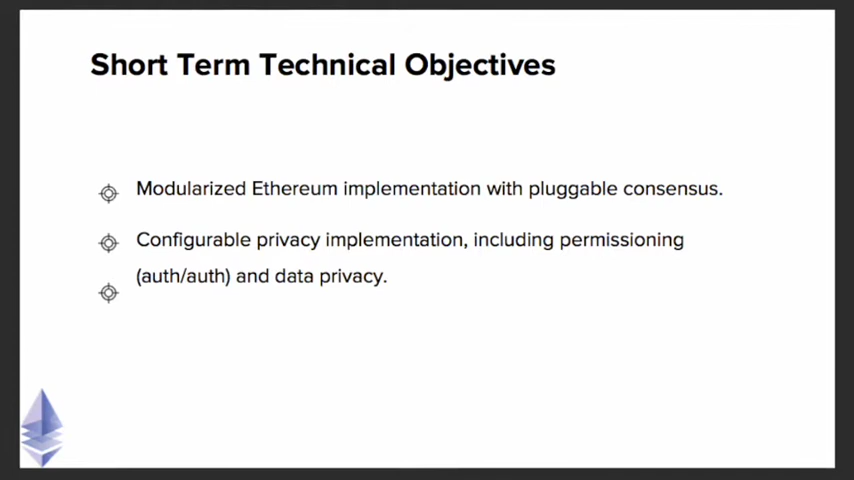 Short Term Technical Objectives
Modularized Ethereum implementation with pluggable consensus.
Configurable privacy implementation, including permissioning
(auth/auth) and data privacy.